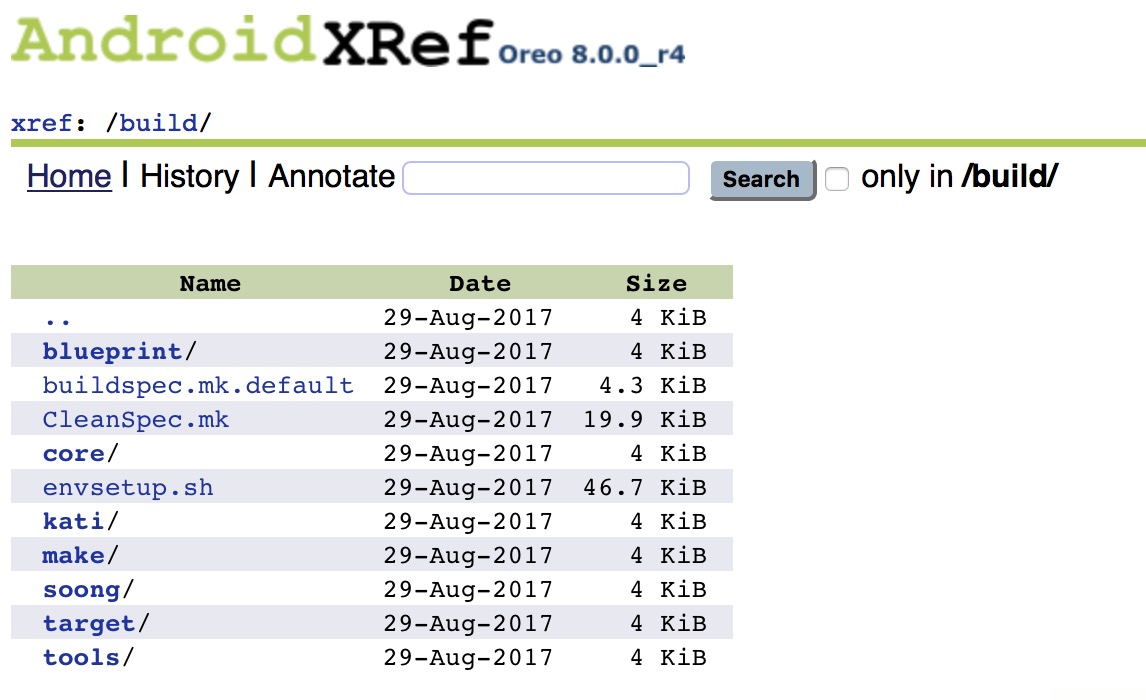 AndroidXRef Oreo 8.0.0_r4
xref: /build/
Home | History | Annotate Search only in /build/
Name Date Size
.. 29-Aug-2017 4 KiB
blueprint/ 29-Aug-2017 4 KiB
buildspec.mk.default 29-Aug-2017 4.3 KiB
CleanSpec.mk 29-Aug-2017 19.9 KiB
core/ 29-Aug-2017 4 KiB
envsetup.sh 29-Aug-2017 46.7 KiB
kati/ 29-Aug-2017 4 KiB
make/ 29-Aug-2017 4 KiB
soong/ 29-Aug-2017 4 KiB
target/ 29-Aug-2017 4 KiB
tools/ 29-Aug-2017 4 KiB